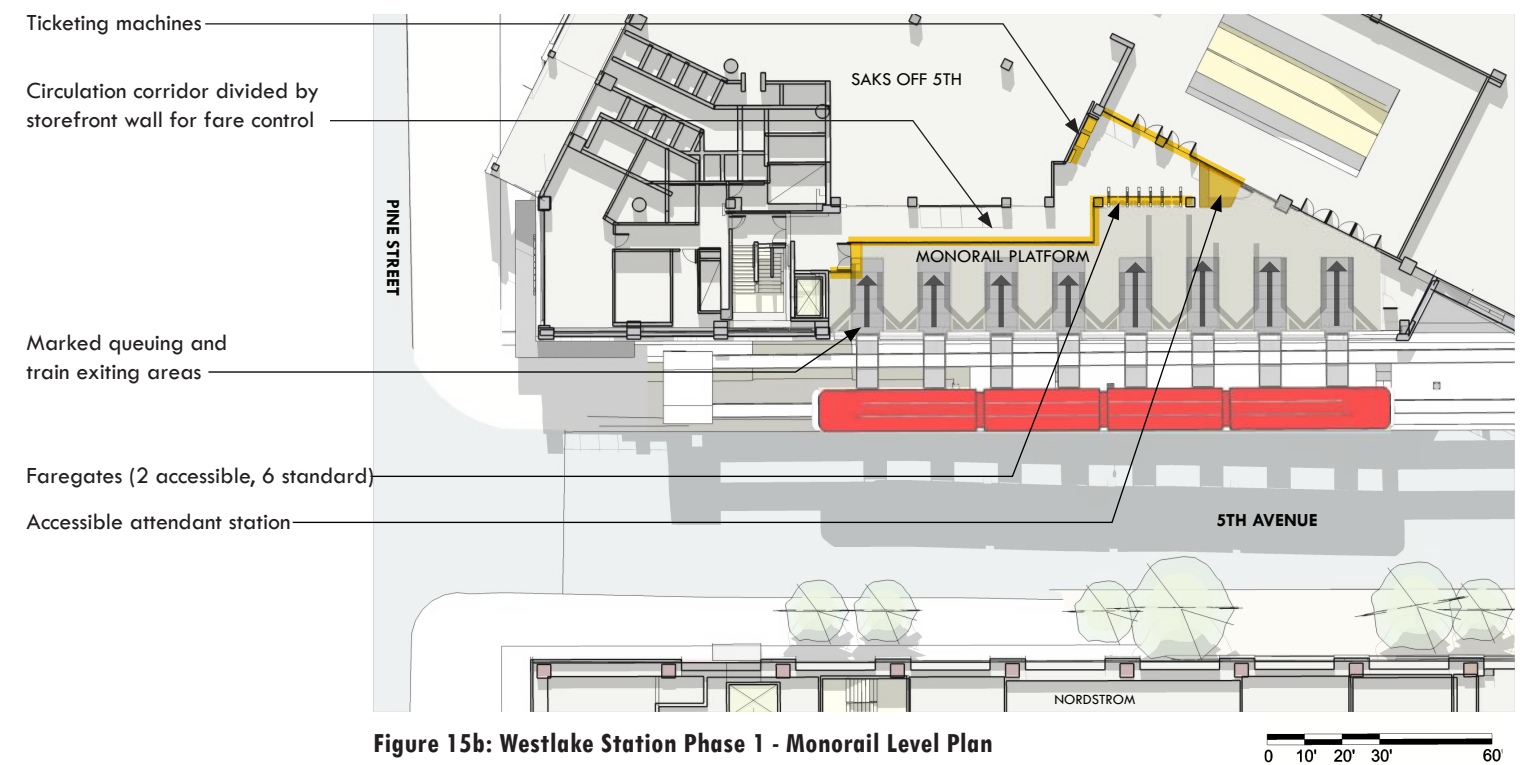 Ticketing machines
SAKS OFF 5TH
Circulation corridor divided by
storefront wall for fare control
PINE STREET
MONORAIL PLATFORM
Marked queuing and
train exiting areas
Faregates (2 accessible, 6 standard)
Accessible attendant station
5TH AVENUE
NORDSTROM
Figure 15b: Westlake Station Phase 1 - Monorail Level Plan
0 10' 20' 30' 60'